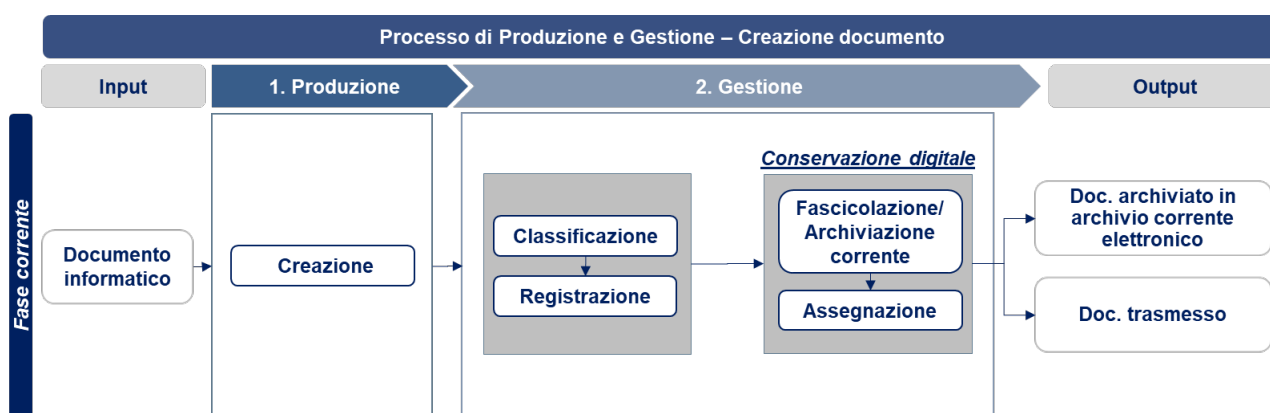 Processo di Produzione e Gestione – Creazione documento
Input
1. Produzione
2. Gestione
Output
Fase corrente
Documento
informatico
Creazione
Classificazione
Registrazione
Conservazione digitale
Fascicolazione/
Archiviazione
corrente
Assegnazione
Doc. archiviato in
archivio corrente
elettronico
Doc. trasmesso